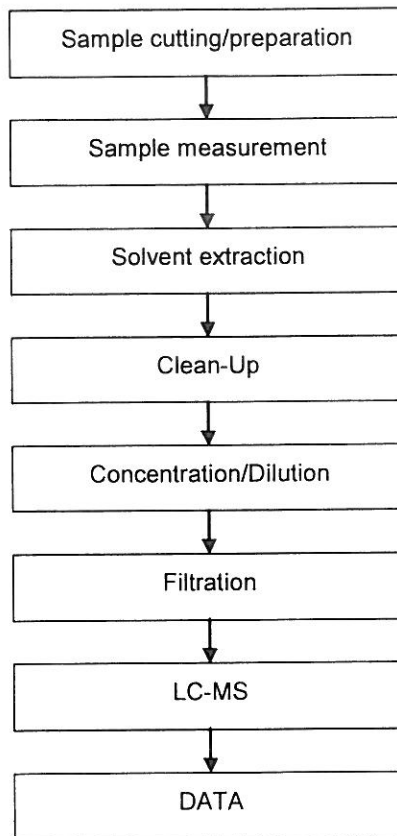 Sample cutting/preparation
Sample measurement
Solvent extraction
Clean-Up
Concentration/Dilution
Filtration
LC-MS
DATA